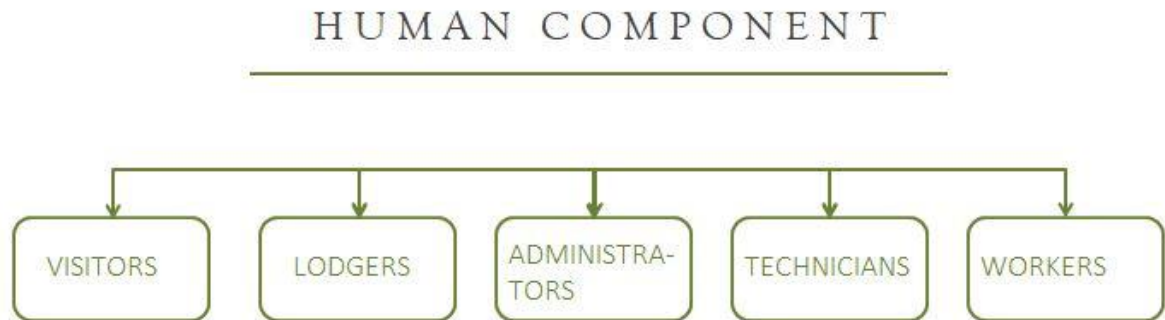 HUMAN COMPONENT
VISITORS
LODGERS
ADMINISTRA-
TORS
TECHNICIANS
WORKERS